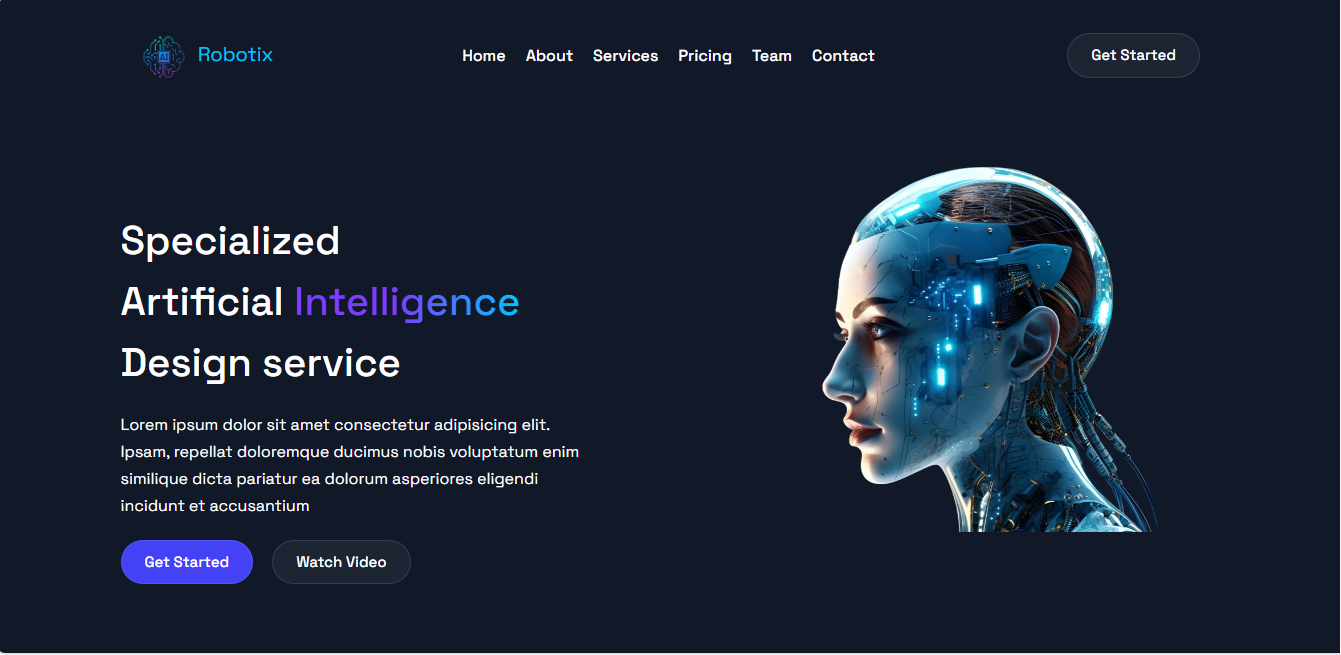 AI
Robotix
Home About Services Pricing Team Contact
Get Started
Specialized
Artificial Intelligence
Design service
Lorem ipsum dolor sit amet consectetur adipisicing elit.
Ipsam, repellat doloremque ducimus nobis voluptatum enim
similique dicta pariatur ea dolorum asperiores eligendi
incidunt et accusantium
Get Started
Watch Video